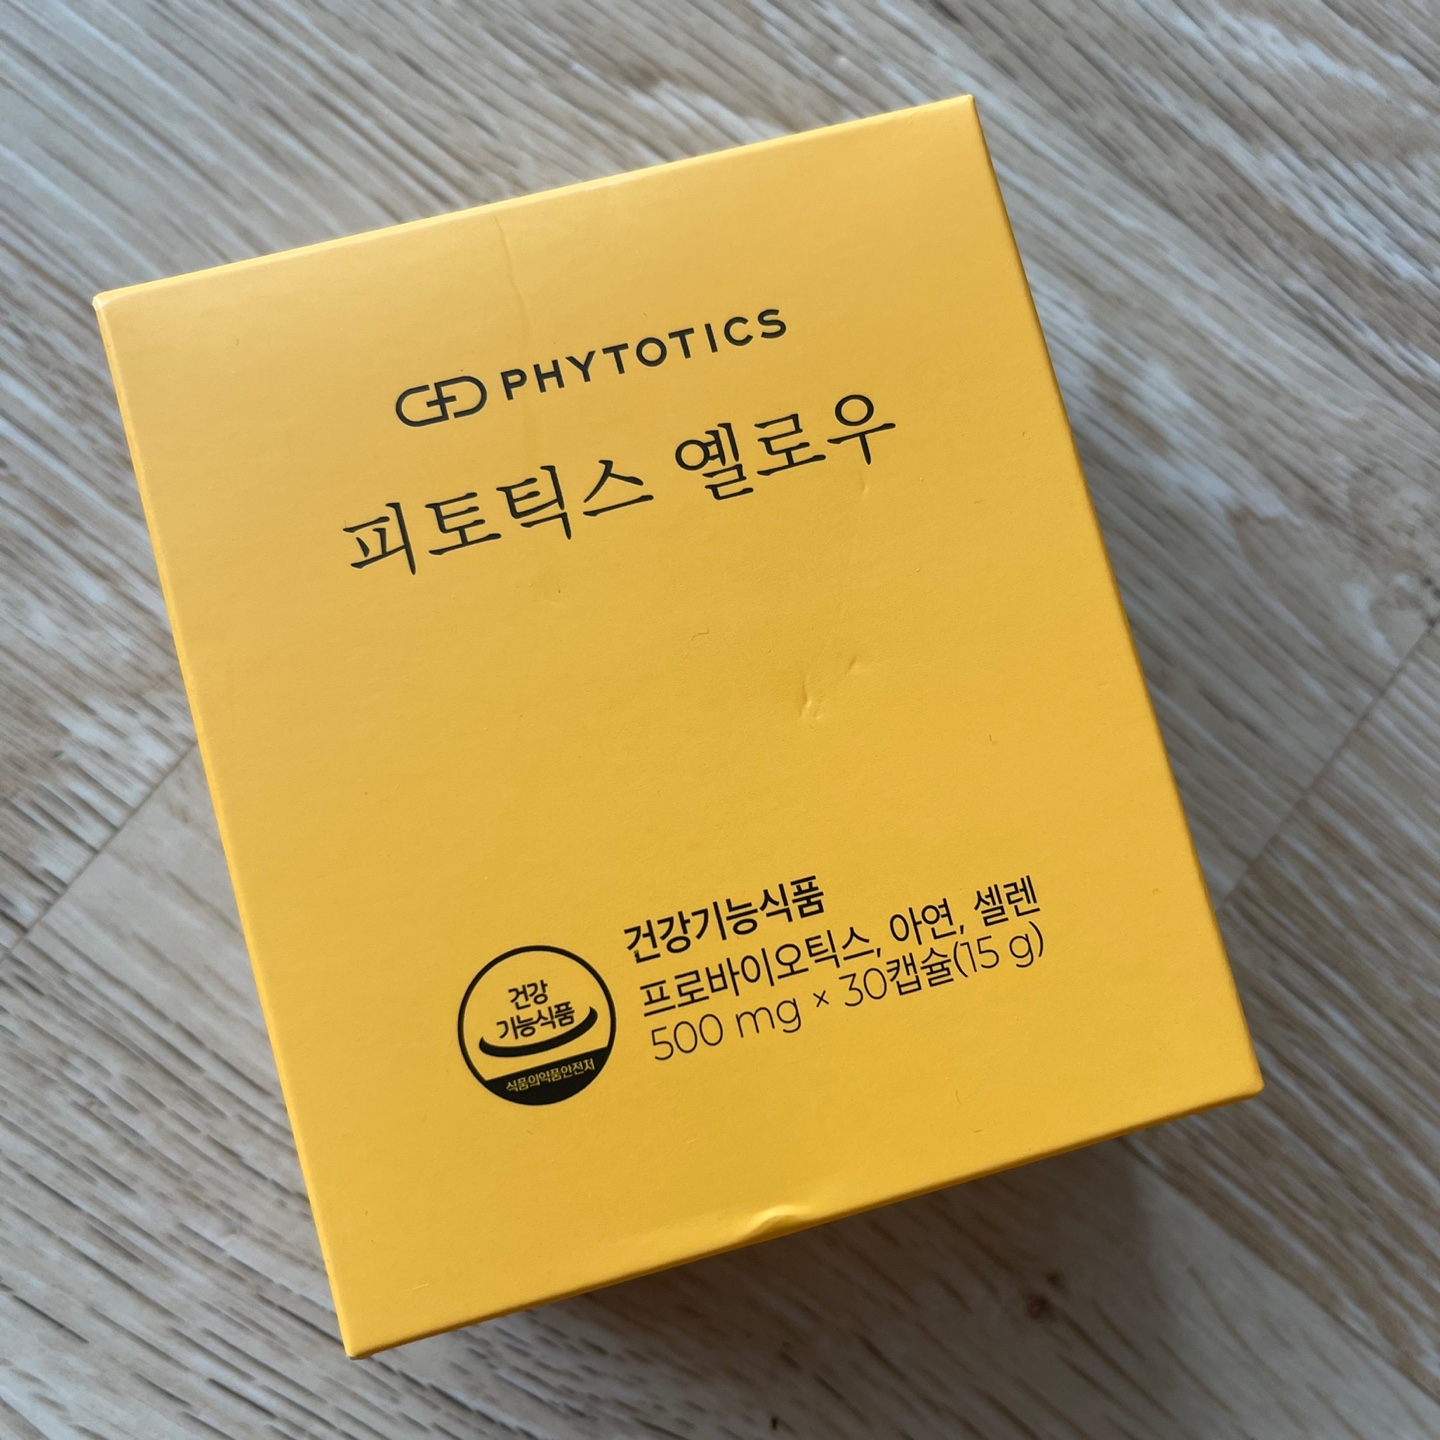 PHYTOTICS
피토틱스 옐로우
건강기능식품
프로바이오틱스, 아연, 셀렌
500 mg × 30캡슐(15 g)
건강
기능식품
식품의약품안전처